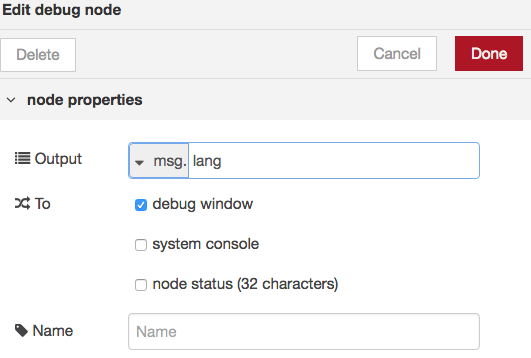 Edit debug node
Delete Cancel Done
node properties
Output msg. lang
To debug window
system console
node status (32 characters)
Name Name